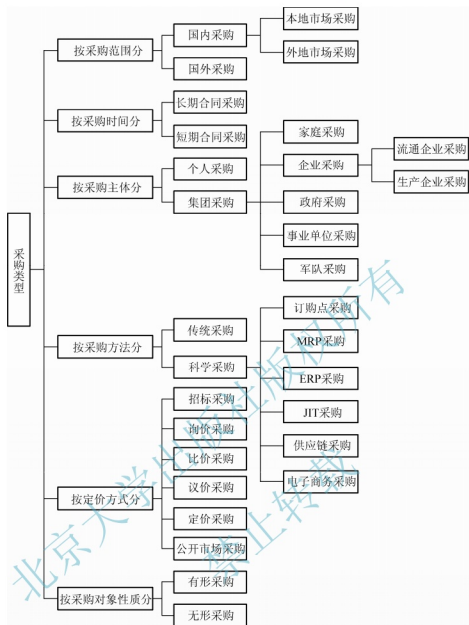 采购类型
按采购范围分
国内采购
本地市场采购
外地市场采购
国外采购
按采购时间分
长期合同采购
短期合同采购
按采购主体分
个人采购
集团采购
家庭采购
企业采购
流通企业采购
生产企业采购
政府采购
事业单位采购
军队采购
按采购方法分
传统采购
科学采购
订购点采购
MRP采购
ERP采购
JIT采购
供应链采购
电子商务采购
按定价方式分
招标采购
询价采购
比价采购
议价采购
定价采购
公开市场采购
按采购对象性质分
有形采购
无形采购
北京大学出版社版权所有
禁止转载